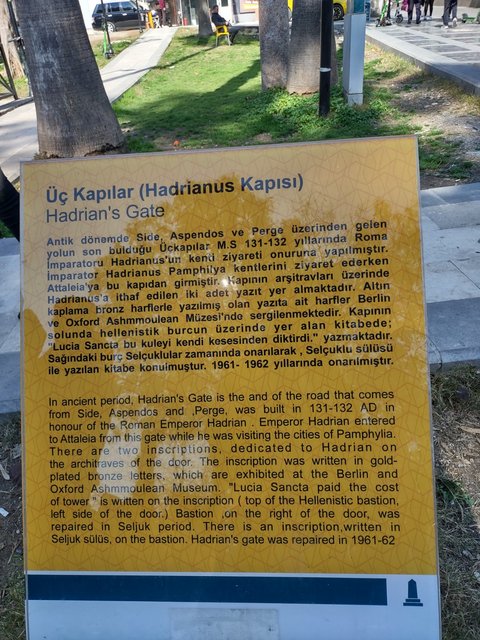 Üç Kapılar (Hadrianus Kapısı)
Hadrian's Gate
Antik dönemde Side, Aspendos ve Perge üzerinden gelen
yolun son bulduğu Üçkapılar M.S 131-132 yıllarında Roma
İmparatoru Hadrianus'un kendi ziyareti onuruna yapılmıştır.
İmparator Hadrianus Pamphilya kentlerini ziyaret ederken
Attaleia'ya bu kapıdan girmiştir. Kapının arşitravları üzerinde
Hadrianus'a ithaf edilen iki adet yazıt yer almaktadır. Altın
kaplama bronz harflerle yazılmış olan yazıta ait harfler Berlin
ve Oxford Ashmmoulean Müzesi'nde sergilenmektedir. Kapının
solunda hellenistik burcun üzerinde yer alan kitabede;
"Lucia Sancta bu kuleyi kendi kesesinden diktirdi." yazmaktadır.
Sağındaki burç Selçuklular zamanında onarılarak , Selçuklu sülüsü
ile yazılan kitabe konulmuştur. 1961- 1962 yıllarında onarılmıştır.
In ancient period, Hadrian's Gate is the and of the road that comes
from Side, Aspendos and ,Perge, was built in 131-132 AD in
honour of the Roman Emperor Hadrian . Emperor Hadrian entered
to Attaleia from this gate while he was visiting the cities of Pamphylia.
There are two inscriptions, dedicated to Hadrian on
the architraves of the door. The inscription was written in gold-
plated bronze letters, which are exhibited at the Berlin and
Oxford Ashmmoulean Museum. "Lucia Sancta paid the cost
of tower " is written on the inscription ( top of the Hellenistic bastion,
left side of the door.) Bastion ,on the right of the door, was
repaired in Seljuk period. There is an inscription,written in
Seljuk sülüs, on the bastion. Hadrian's gate was repaired in 1961-62